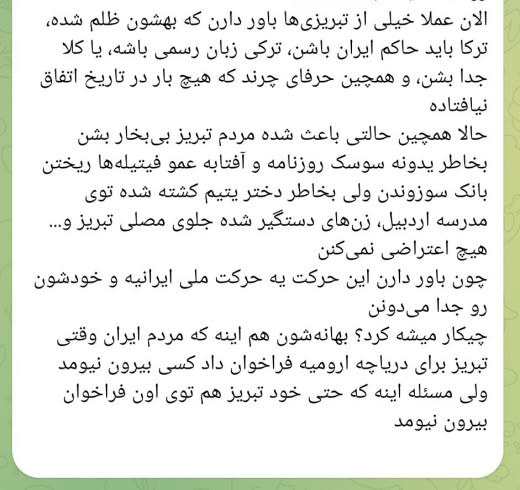 الان عملا خیلی از تبریزی‌ها باور دارن که بهشون ظلم شده،
ترکا باید حاکم ایران باشن، ترکی زبان رسمی باشه، یا کلا
جدا بشن، و همچین حرفای چرند که هیچ بار در تاریخ اتفاق
نیافتاده
حالا همچین حالتی باعث شده مردم تبریز بی‌بخار بشن
بخاطر یدونه سوسک روزنامه و آفتابه عمو فیتیله‌ها ریختن
بانک سوزوندن ولی بخاطر دختر یتیم کشته شده توی
مدرسه اردبیل، زن‌های دستگیر شده جلوی مصلی تبریز و...
هیچ اعتراضی نمی‌کنن
چون باور دارن این حرکت یه حرکت ملی ایرانیه و خودشون
رو جدا می‌دونن
چیکار میشه کرد؟ بهانه‌شون هم اینه که مردم ایران وقتی
تبریز برای دریاچه ارومیه فراخوان داد کسی بیرون نیومد
ولی مسئله اینه که حتی خود تبریز هم توی اون فراخوان
بیرون نیومد